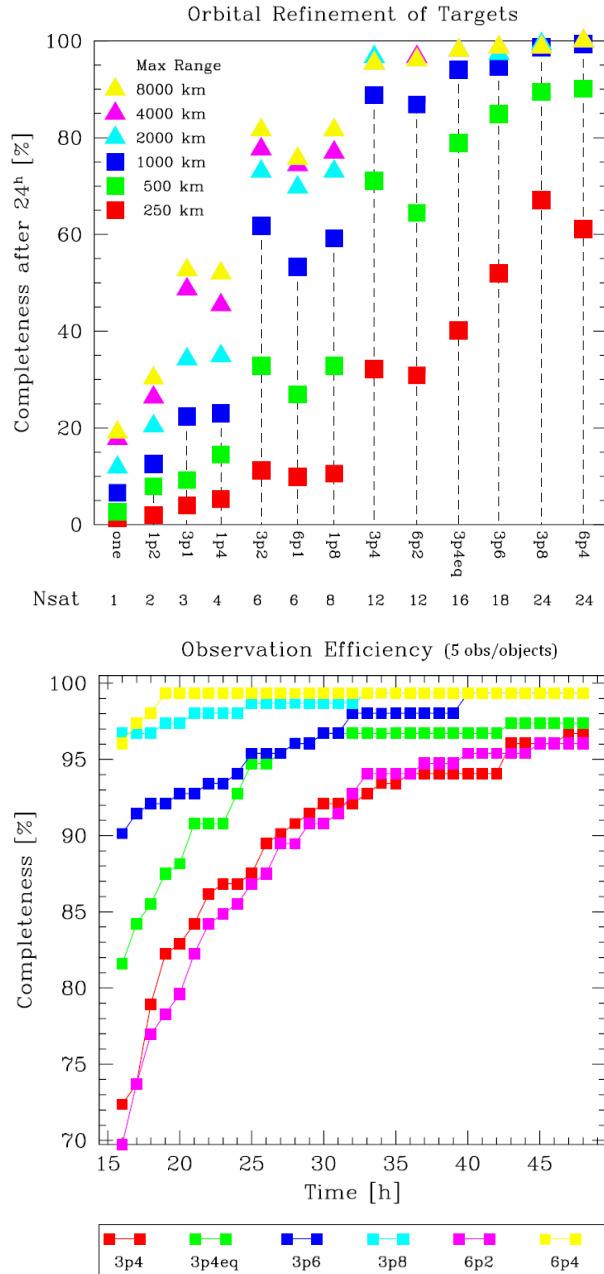 Orbital Refinement of Targets
Completeness after 24ʰ [%]
100
80
60
40
20
0
Max Range
8000 km
4000 km
2000 km
1000 km
500 km
250 km
one 1p2 3p1 1p4 3p2 6p1 1p8 3p4 6p2 3p4eq 3p6 3p8 6p4
Nsat 1 2 3 4 6 6 8 12 12 16 18 24 24
Observation Efficiency (5 obs/objects)
Completeness [%]
100
95
90
85
80
75
70
15 20 25 30 35 40 45
Time [h]
3p4 3p4eq 3p6 3p8 6p2 6p4